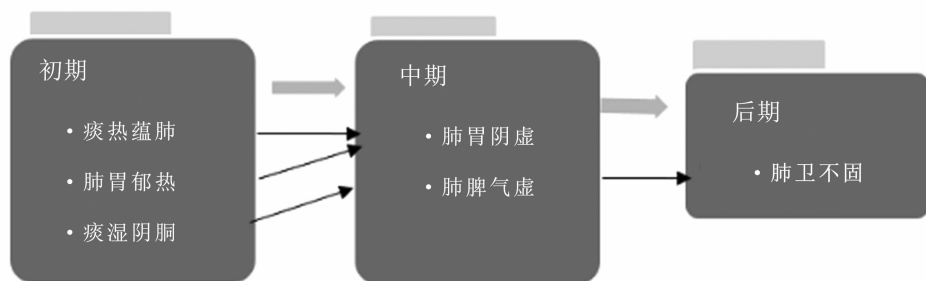 初期
・痰热蕴肺
・肺胃郁热
・痰湿阴胴
中期
・肺胃阴虚
・肺脾气虚
后期
・肺卫不固